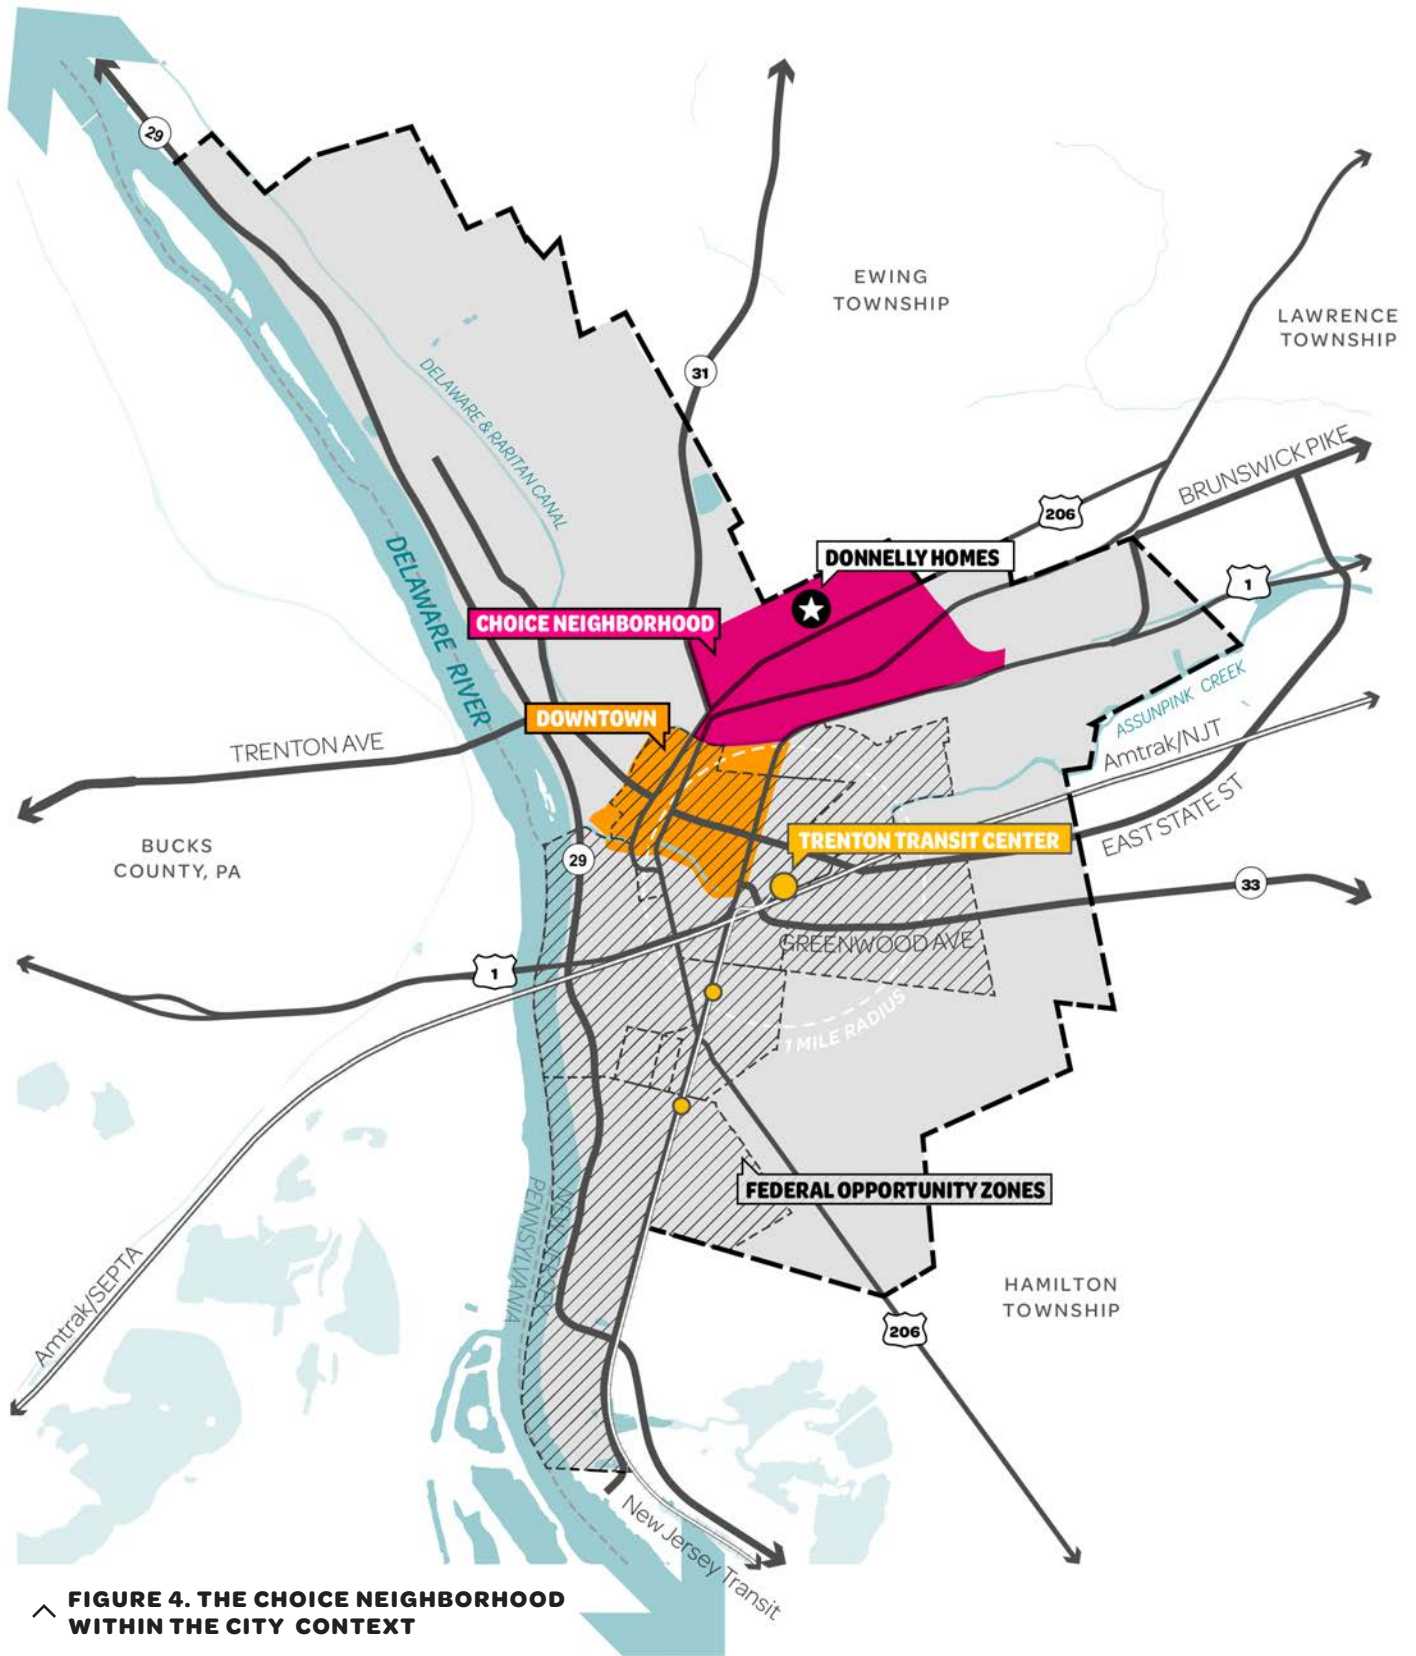 29
EWING
TOWNSHIP
LAWRENCE
TOWNSHIP
31
DELAWARE & RARITAN CANAL
BRUNSWICK PIKE
206
DELAWARE RIVER
DONNELLY HOMES
1
CHOICE NEIGHBORHOOD
ASSUNPINK CREEK
DOWNTOWN
TRENTON AVE
Amtrak/NJT
EAST STATE ST
TRENTON TRANSIT CENTER
BUCKS
COUNTY, PA
29
33
GREENWOOD AVE
1
1 MILE RADIUS
FEDERAL OPPORTUNITY ZONES
PENNSYLVANIA
NEW JERSEY
Amtrak/SEPTA
HAMILTON
TOWNSHIP
206
New Jersey Transit
FIGURE 4. THE CHOICE NEIGHBORHOOD
WITHIN THE CITY CONTEXT